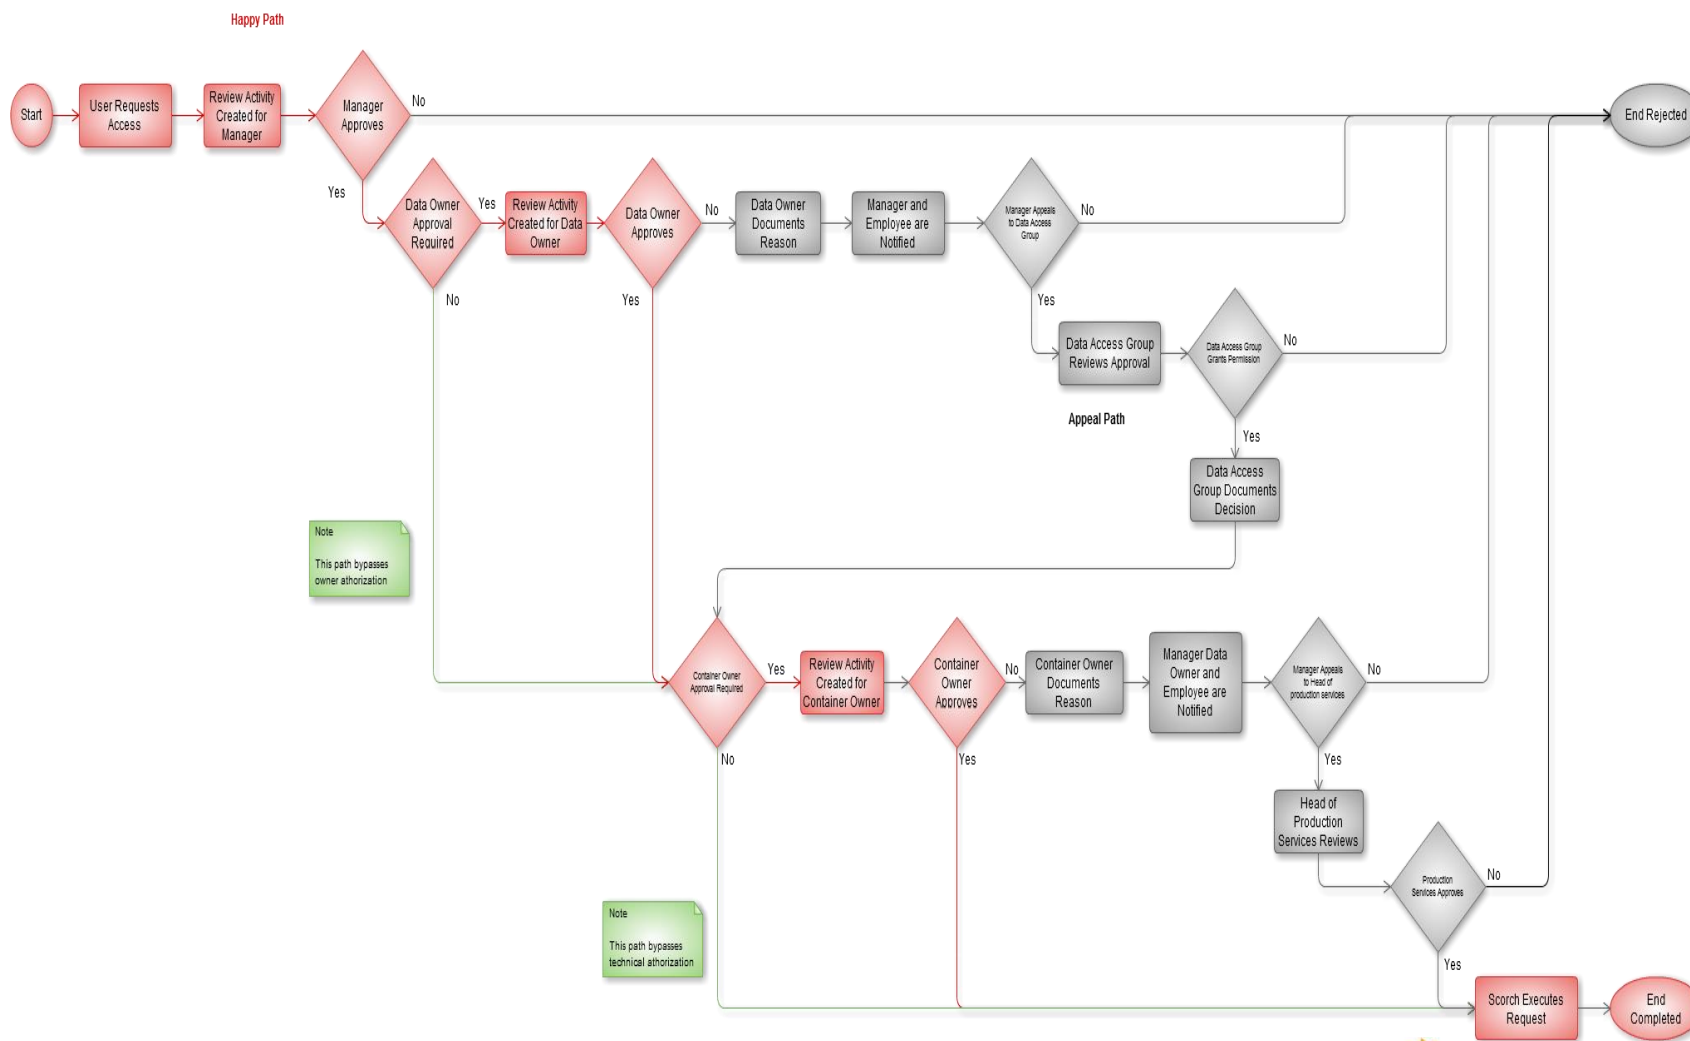 Happy Path
Start
User Requests
Access
Review Activity
Created for
Manager
Manager
Approves
No
End Rejected
Yes
Data Owner
Approval
Required
Yes
Review Activity
Created for Data
Owner
Data Owner
Approves
No
Data Owner
Documents
Reason
Manager and
Employee are
Notified
Manager Appeals
to Data Access
Group
No
No
Yes
Yes
Data Access Group
Reviews Approval
Data Access Group
Grants Permission
No
Appeal Path
Yes
Data Access
Group Documents
Decision
Note
This path bypasses
owner athorization
Container Owner
Approval Required
Yes
Review Activity
Created for
Container Owner
Container
Owner
Approves
No
Container Owner
Documents
Reason
Manager Data
Owner and
Employee are
Notified
Manager Appeals
to Head of
production services
No
No
Yes
Yes
Head of
Production
Services Reviews
Production
Services Approves
No
Note
This path bypasses
technical athorization
Yes
Scorch Executes
Request
End
Completed